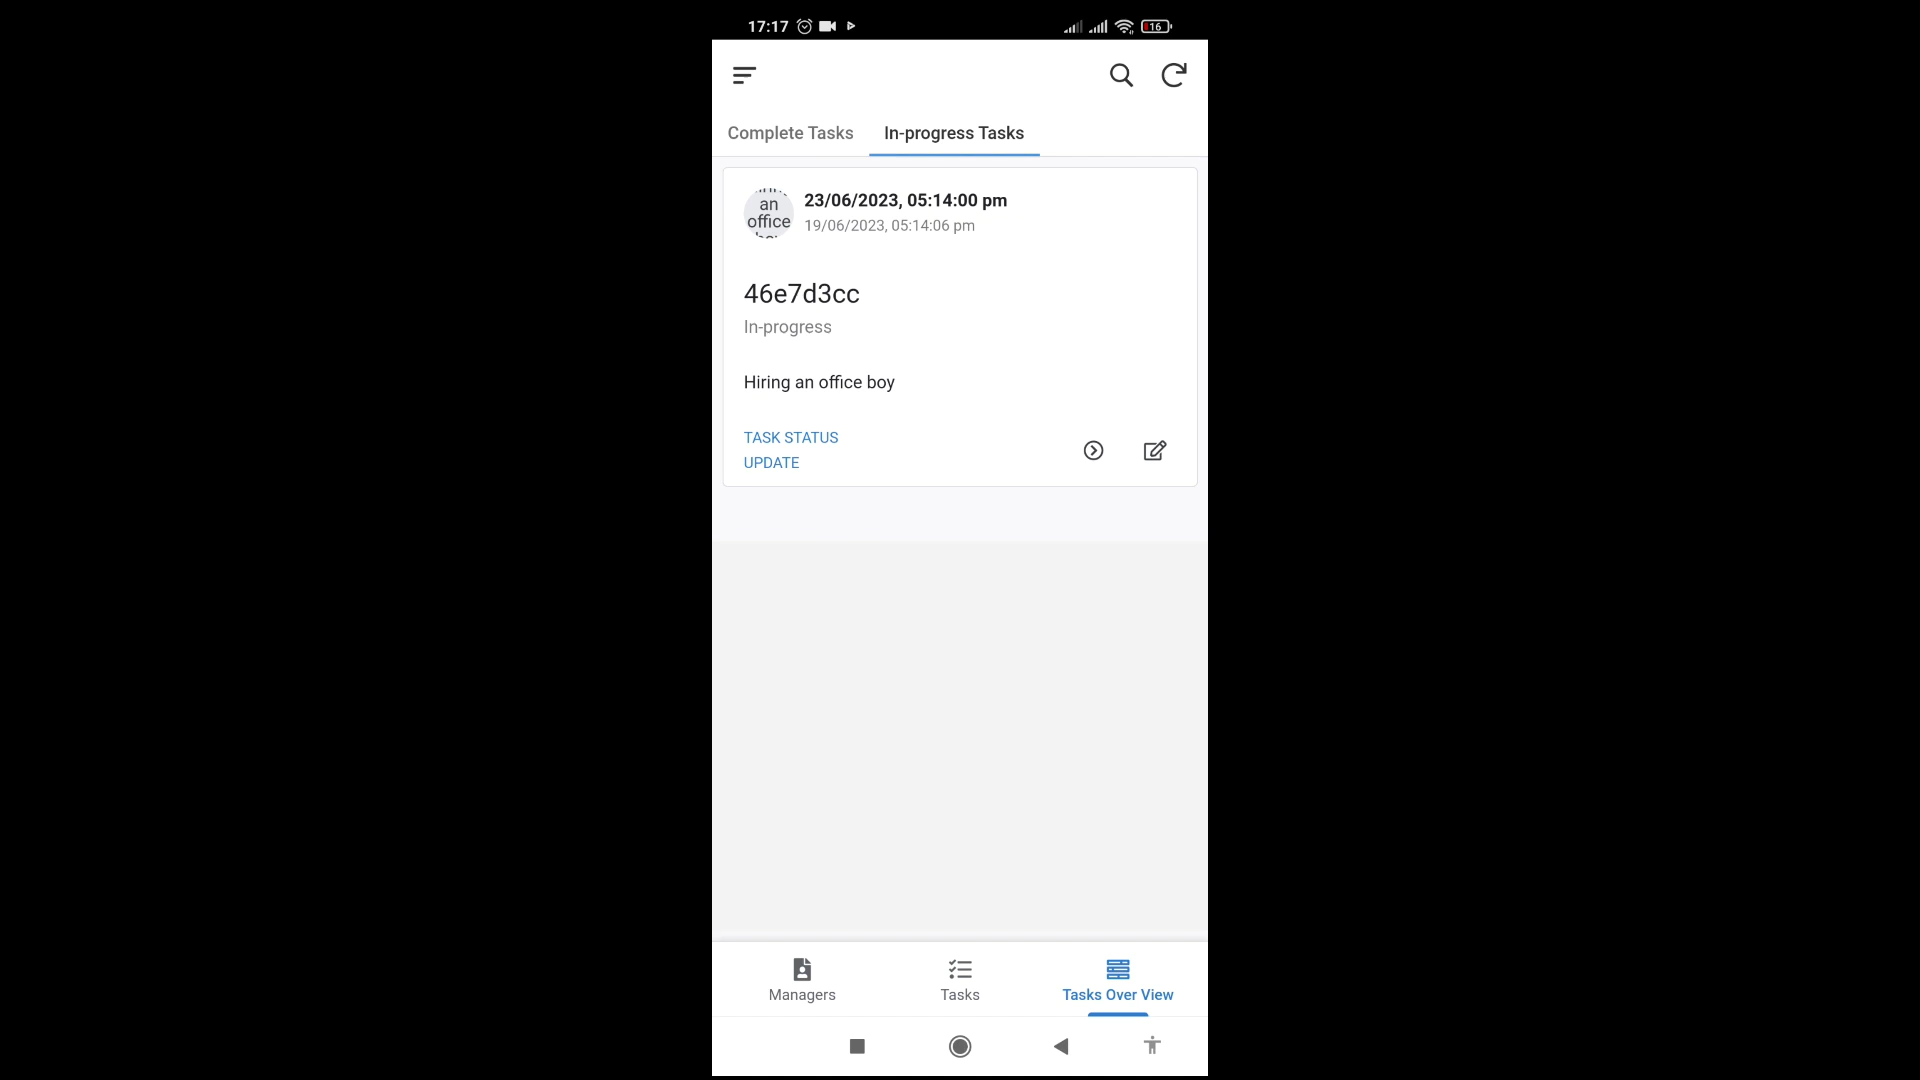 17:17
16
Complete Tasks
In-progress Tasks
an
office
23/06/2023, 05:14:00 pm
19/06/2023, 05:14:06 pm
46e7d3cc
In-progress
Hiring an office boy
TASK STATUS
UPDATE
Managers
Tasks
Tasks Over View